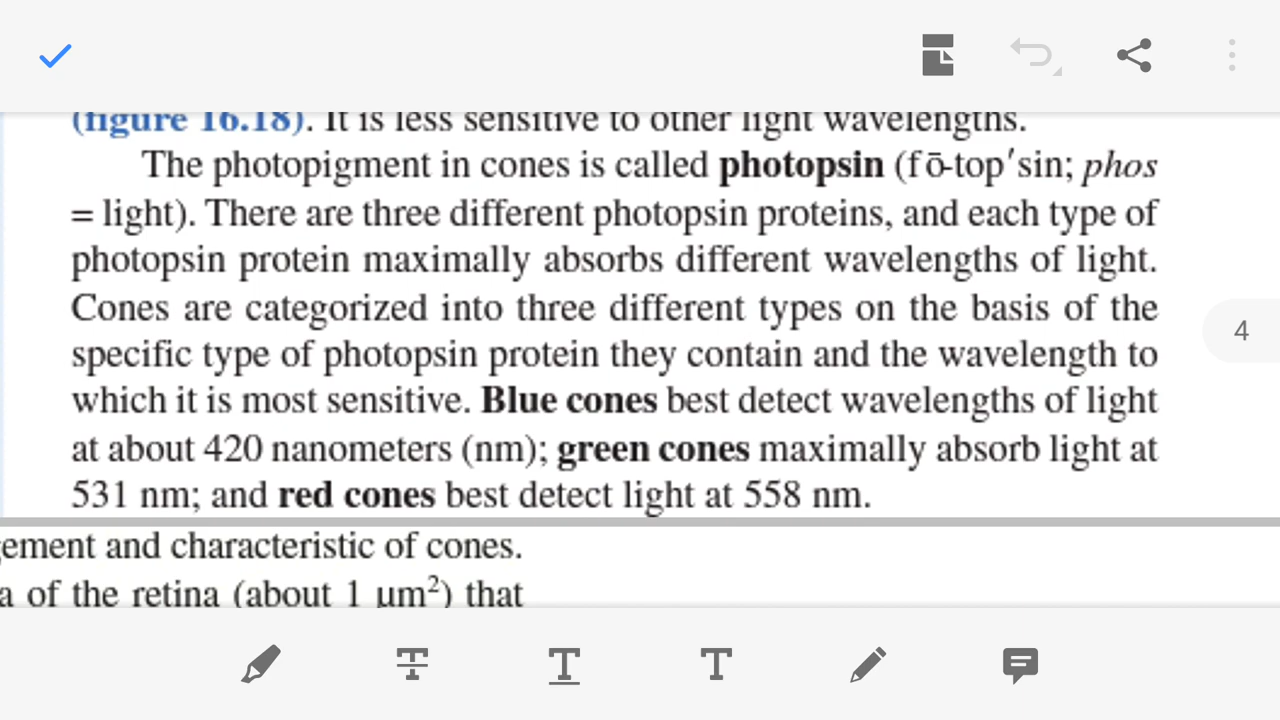 (figure 16.18). It is less sensitive to other light wavelengths.
The photopigment in cones is called photopsin (fō-top′sin; phos
= light). There are three different photopsin proteins, and each type of
photopsin protein maximally absorbs different wavelengths of light.
Cones are categorized into three different types on the basis of the
specific type of photopsin protein they contain and the wavelength to
which it is most sensitive. Blue cones best detect wavelengths of light
at about 420 nanometers (nm); green cones maximally absorb light at
531 nm; and red cones best detect light at 558 nm.
4
gement and characteristic of cones.
a of the retina (about 1 μm²) that